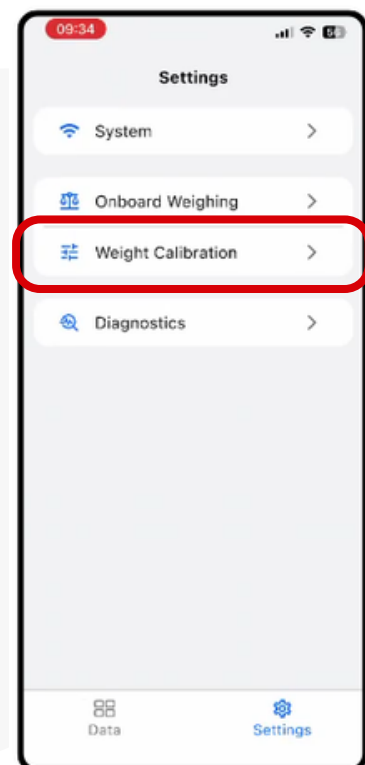 09:34
Settings
System
Onboard Weighing
Weight Calibration
Diagnostics
Data
Settings